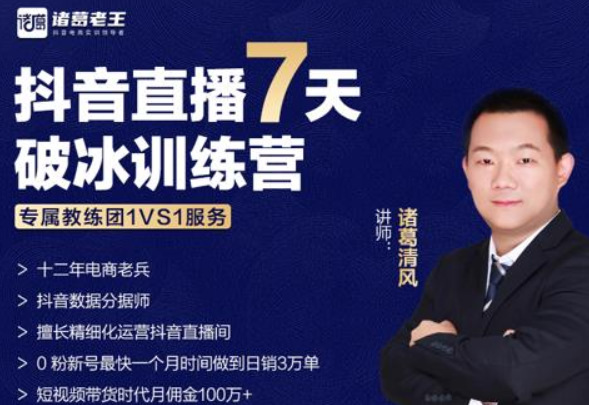 诸葛
诸葛老王
抖音电商实训领导者
抖音直播7天
破冰训练营
专属教练团1VS1服务
讲师：
诸葛清风
> 十二年电商老兵
> 抖音数据分据师
> 擅长精细化运营抖音直播间
> 0 粉新号最快一个月时间做到日销3万单
> 短视频带货时代月佣金100万+